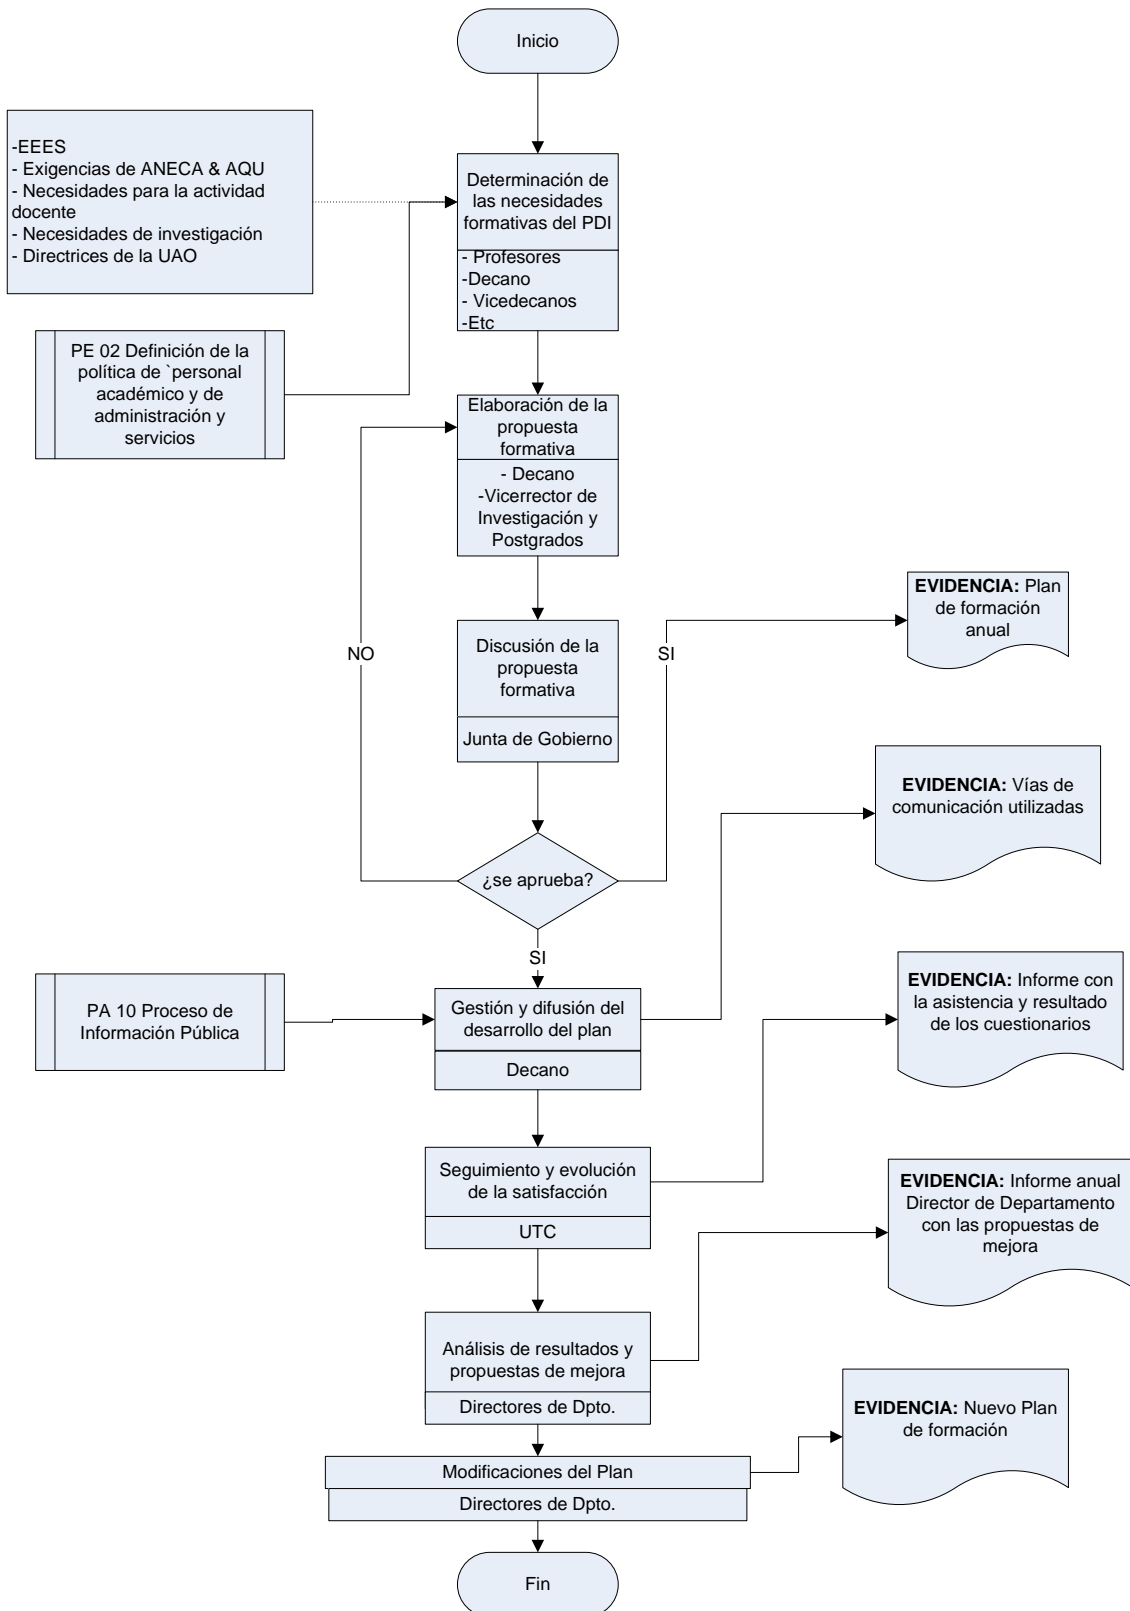 Inicio
-EEES
- Exigencias de ANECA & AQU
- Necesidades para la actividad
docente
- Necesidades de investigación
- Directrices de la UAO
Determinación de
las necesidades
formativas del PDI
- Profesores
-Decano
- Vicedecanos
-Etc
PE 02 Definición de la
política de `personal
académico y de
administración y
servicios
Elaboración de la
propuesta
formativa
- Decano
-Vicerrector de
Investigación y
Postgrados
EVIDENCIA: Plan
de formación
anual
Discusión de la
propuesta
formativa
Junta de Gobierno
NO
SI
EVIDENCIA: Vías de
comunicación utilizadas
¿se aprueba?
SI
PA 10 Proceso de
Información Pública
Gestión y difusión del
desarrollo del plan
Decano
EVIDENCIA: Informe con
la asistencia y resultado
de los cuestionarios
Seguimiento y evolución
de la satisfacción
UTC
EVIDENCIA: Informe anual
Director de Departamento
con las propuestas de
mejora
Análisis de resultados y
propuestas de mejora
Directores de Dpto.
EVIDENCIA: Nuevo Plan
de formación
Modificaciones del Plan
Directores de Dpto.
Fin